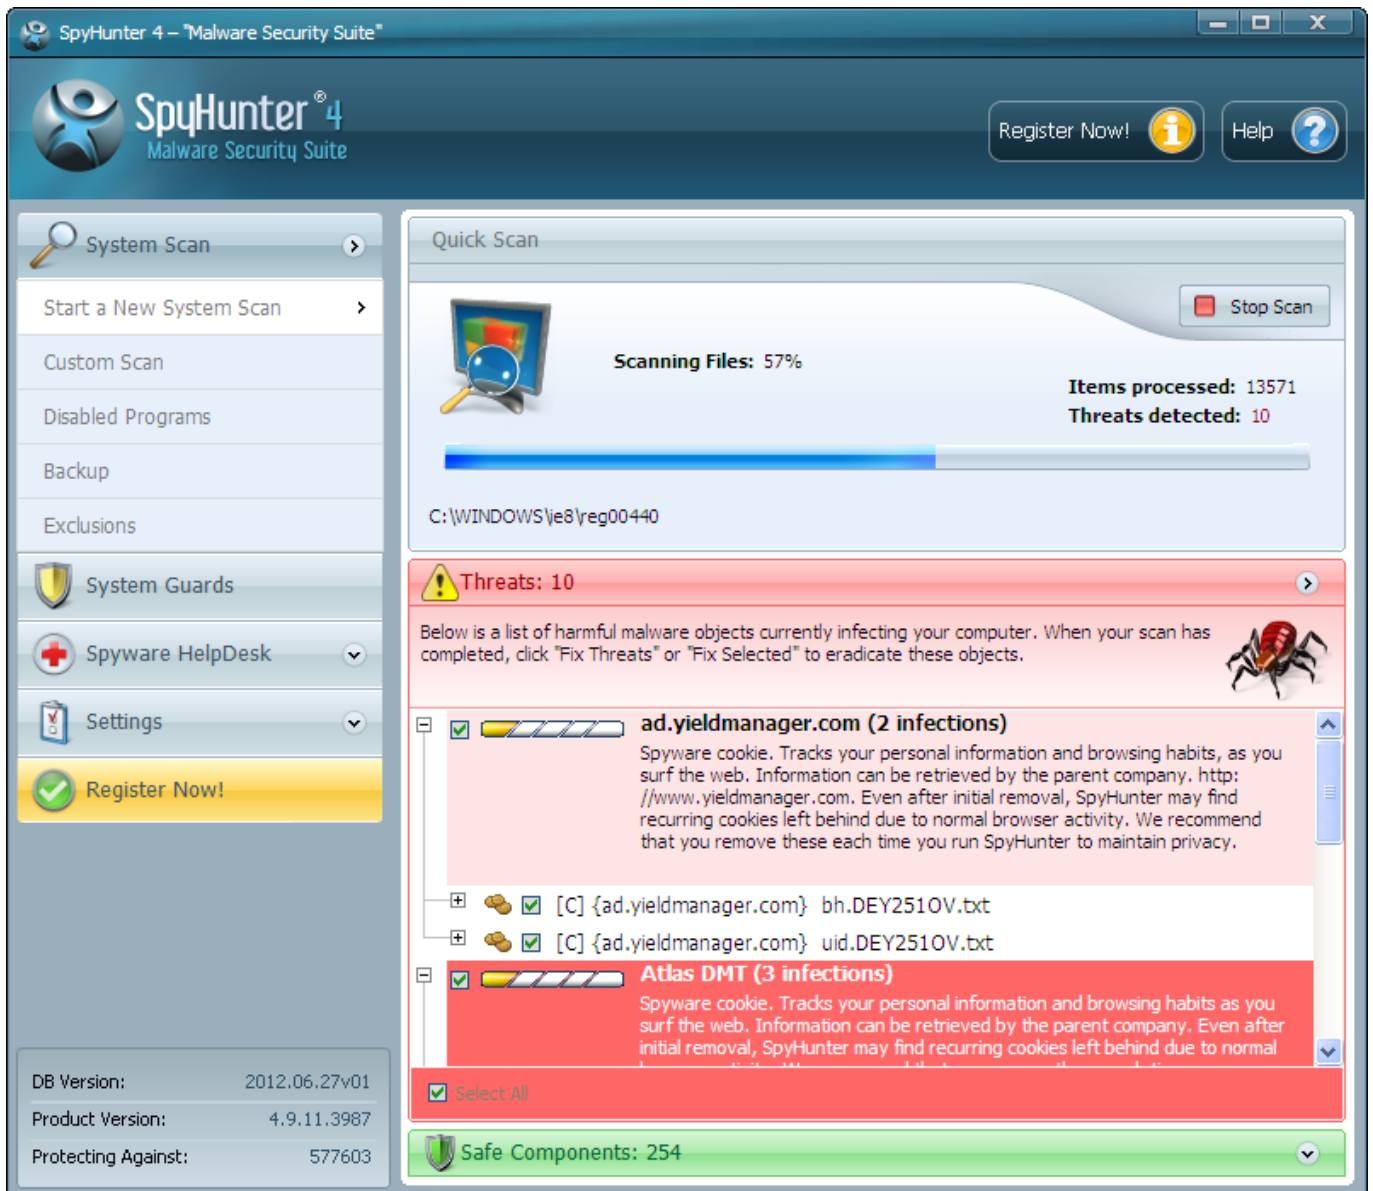 SpyHunter 4 – "Malware Security Suite"
SpyHunter®4
Malware Security Suite
Register Now!
Help
System Scan
Start a New System Scan
Custom Scan
Disabled Programs
Backup
Exclusions
System Guards
Spyware HelpDesk
Settings
Register Now!
DB Version: 2012.06.27v01
Product Version: 4.9.11.3987
Protecting Against: 577603
Quick Scan
Stop Scan
Scanning Files: 57%
Items processed: 13571
Threats detected: 10
C:\WINDOWS\ie8\reg00440
Threats: 10
Below is a list of harmful malware objects currently infecting your computer. When your scan has
completed, click "Fix Threats" or "Fix Selected" to eradicate these objects.
ad.yieldmanager.com (2 infections)
Spyware cookie. Tracks your personal information and browsing habits, as you
surf the web. Information can be retrieved by the parent company. http:
//www.yieldmanager.com. Even after initial removal, SpyHunter may find
recurring cookies left behind due to normal browser activity. We recommend
that you remove these each time you run SpyHunter to maintain privacy.
[C] {ad.yieldmanager.com} bh.DEY251OV.txt
[C] {ad.yieldmanager.com} uid.DEY251OV.txt
Atlas DMT (3 infections)
Spyware cookie. Tracks your personal information and browsing habits as you
surf the web. Information can be retrieved by the parent company. Even after
initial removal, SpyHunter may find recurring cookies left behind due to normal
Select All
Safe Components: 254